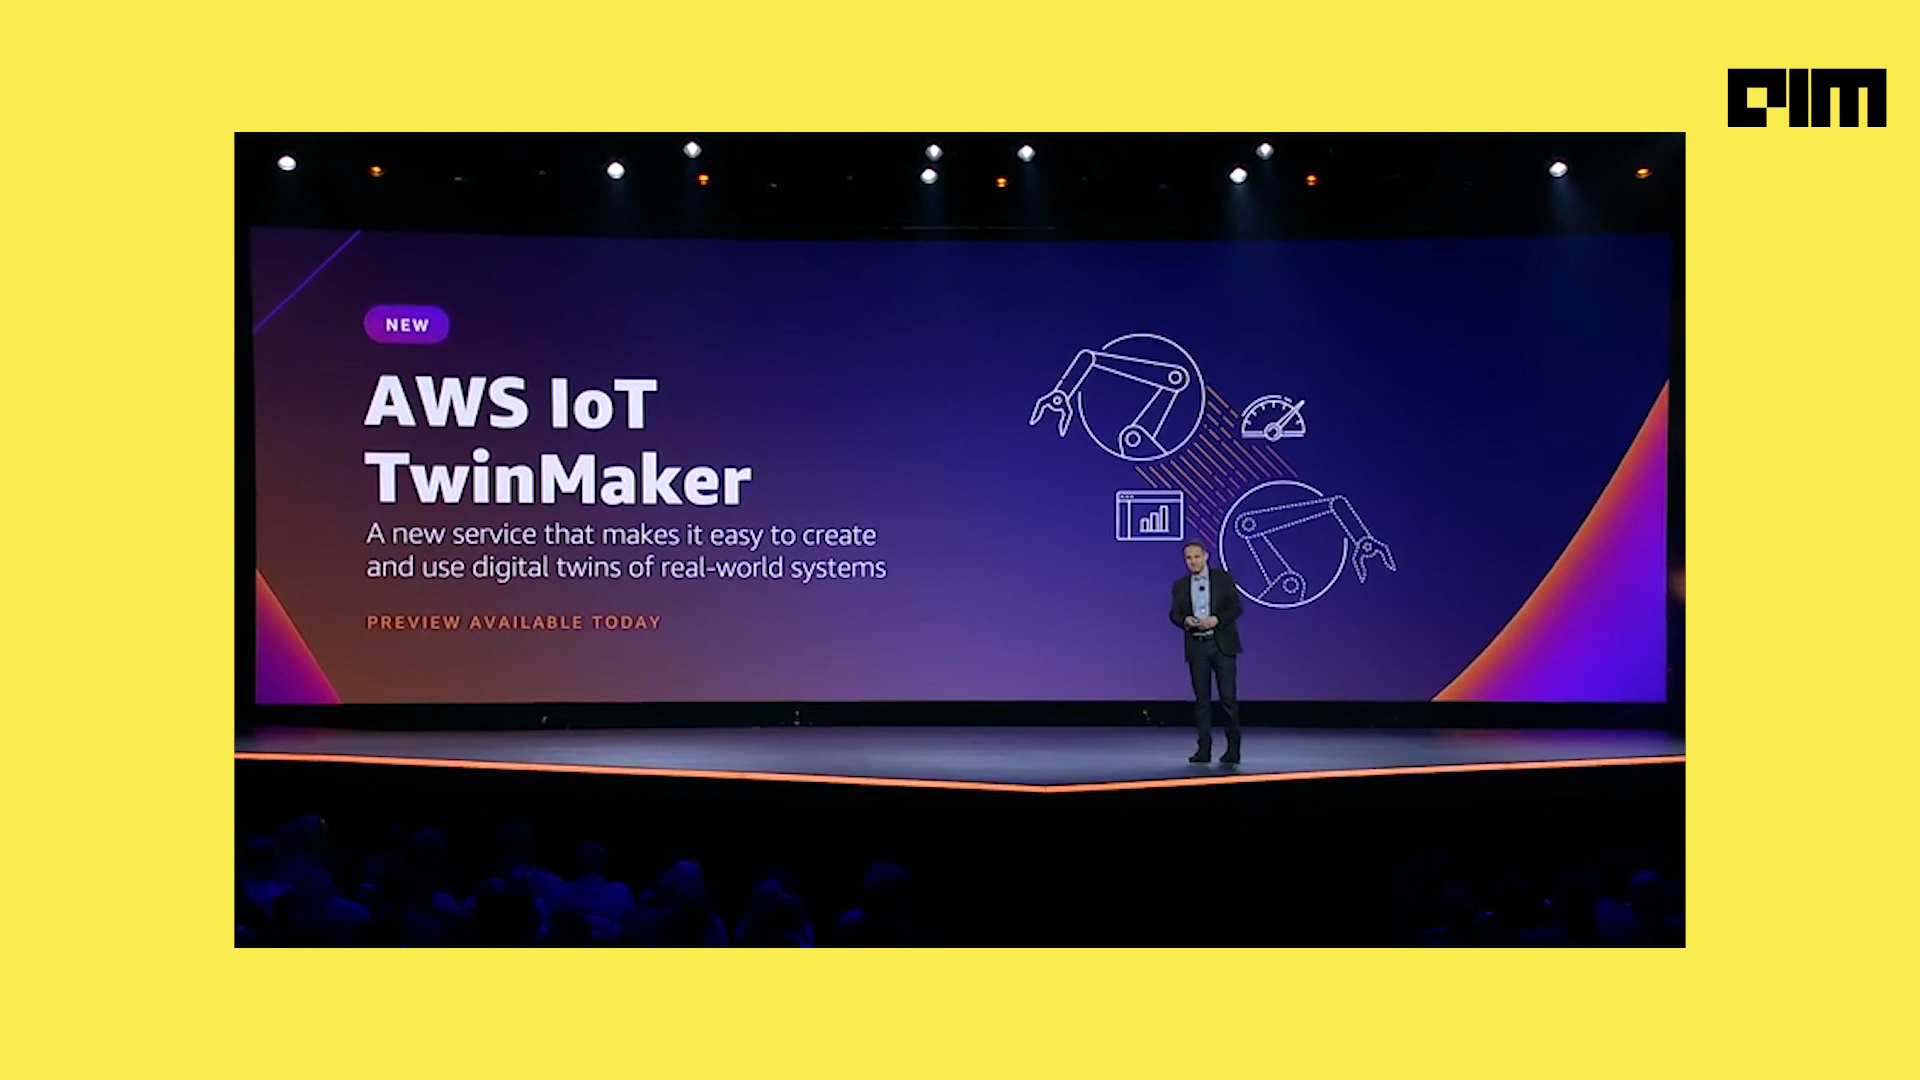 AIM
NEW
AWS IoT
TwinMaker
A new service that makes it easy to create
and use digital twins of real-world systems
PREVIEW AVAILABLE TODAY